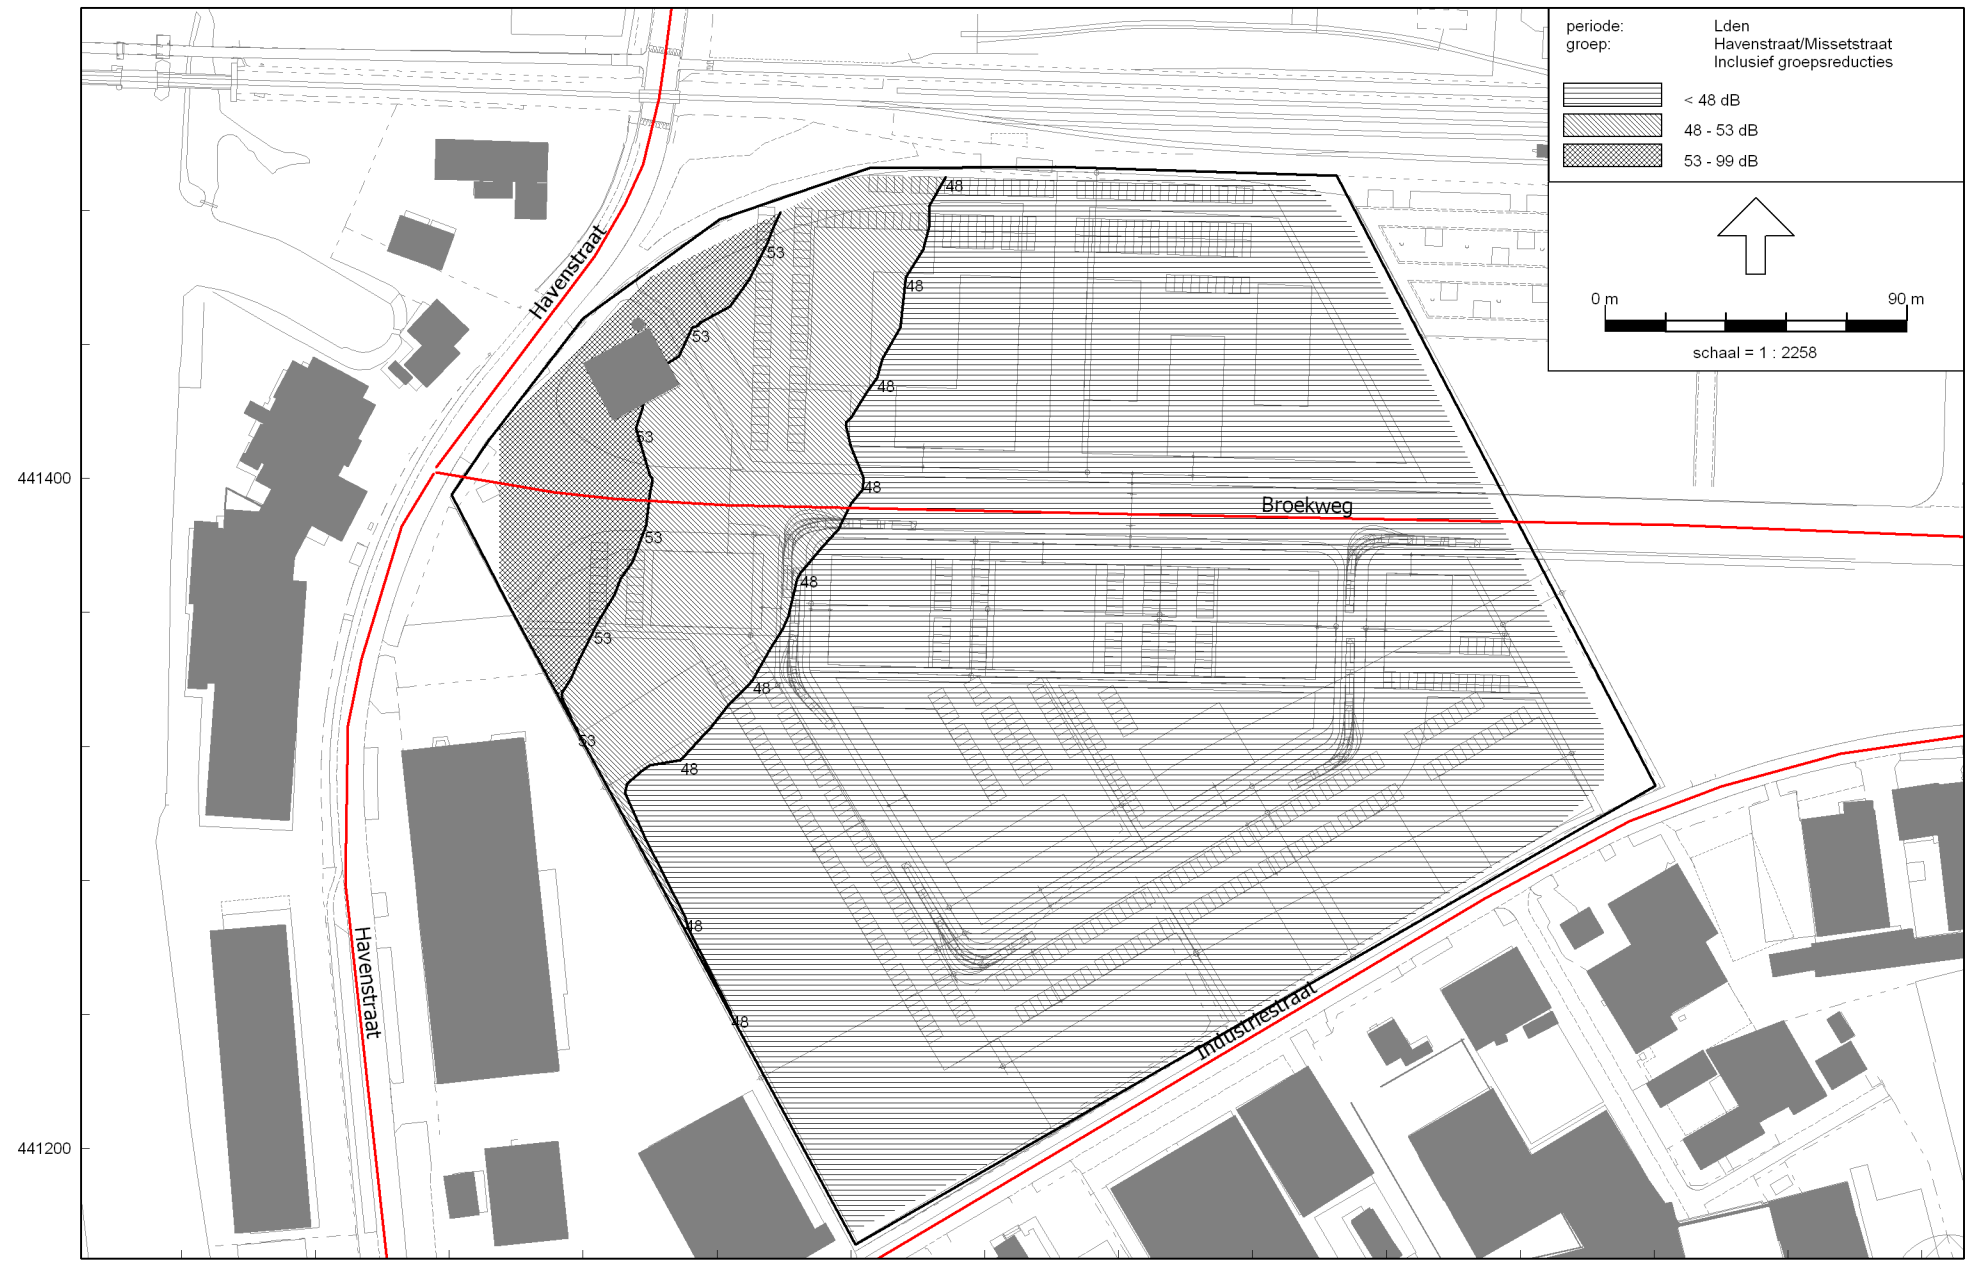 periode: Lden
groep: Havenstraat/Missetstraat
Inclusief groepsreducties
< 48 dB
48 - 53 dB
53 - 99 dB
0 m 90 m
schaal = 1 : 2258
48
53
Havenstraat
48
53
48
53
441400
48
Broekweg
53
48
53
48
53
48
48
Havenstraat
Industriestraat
48
441200